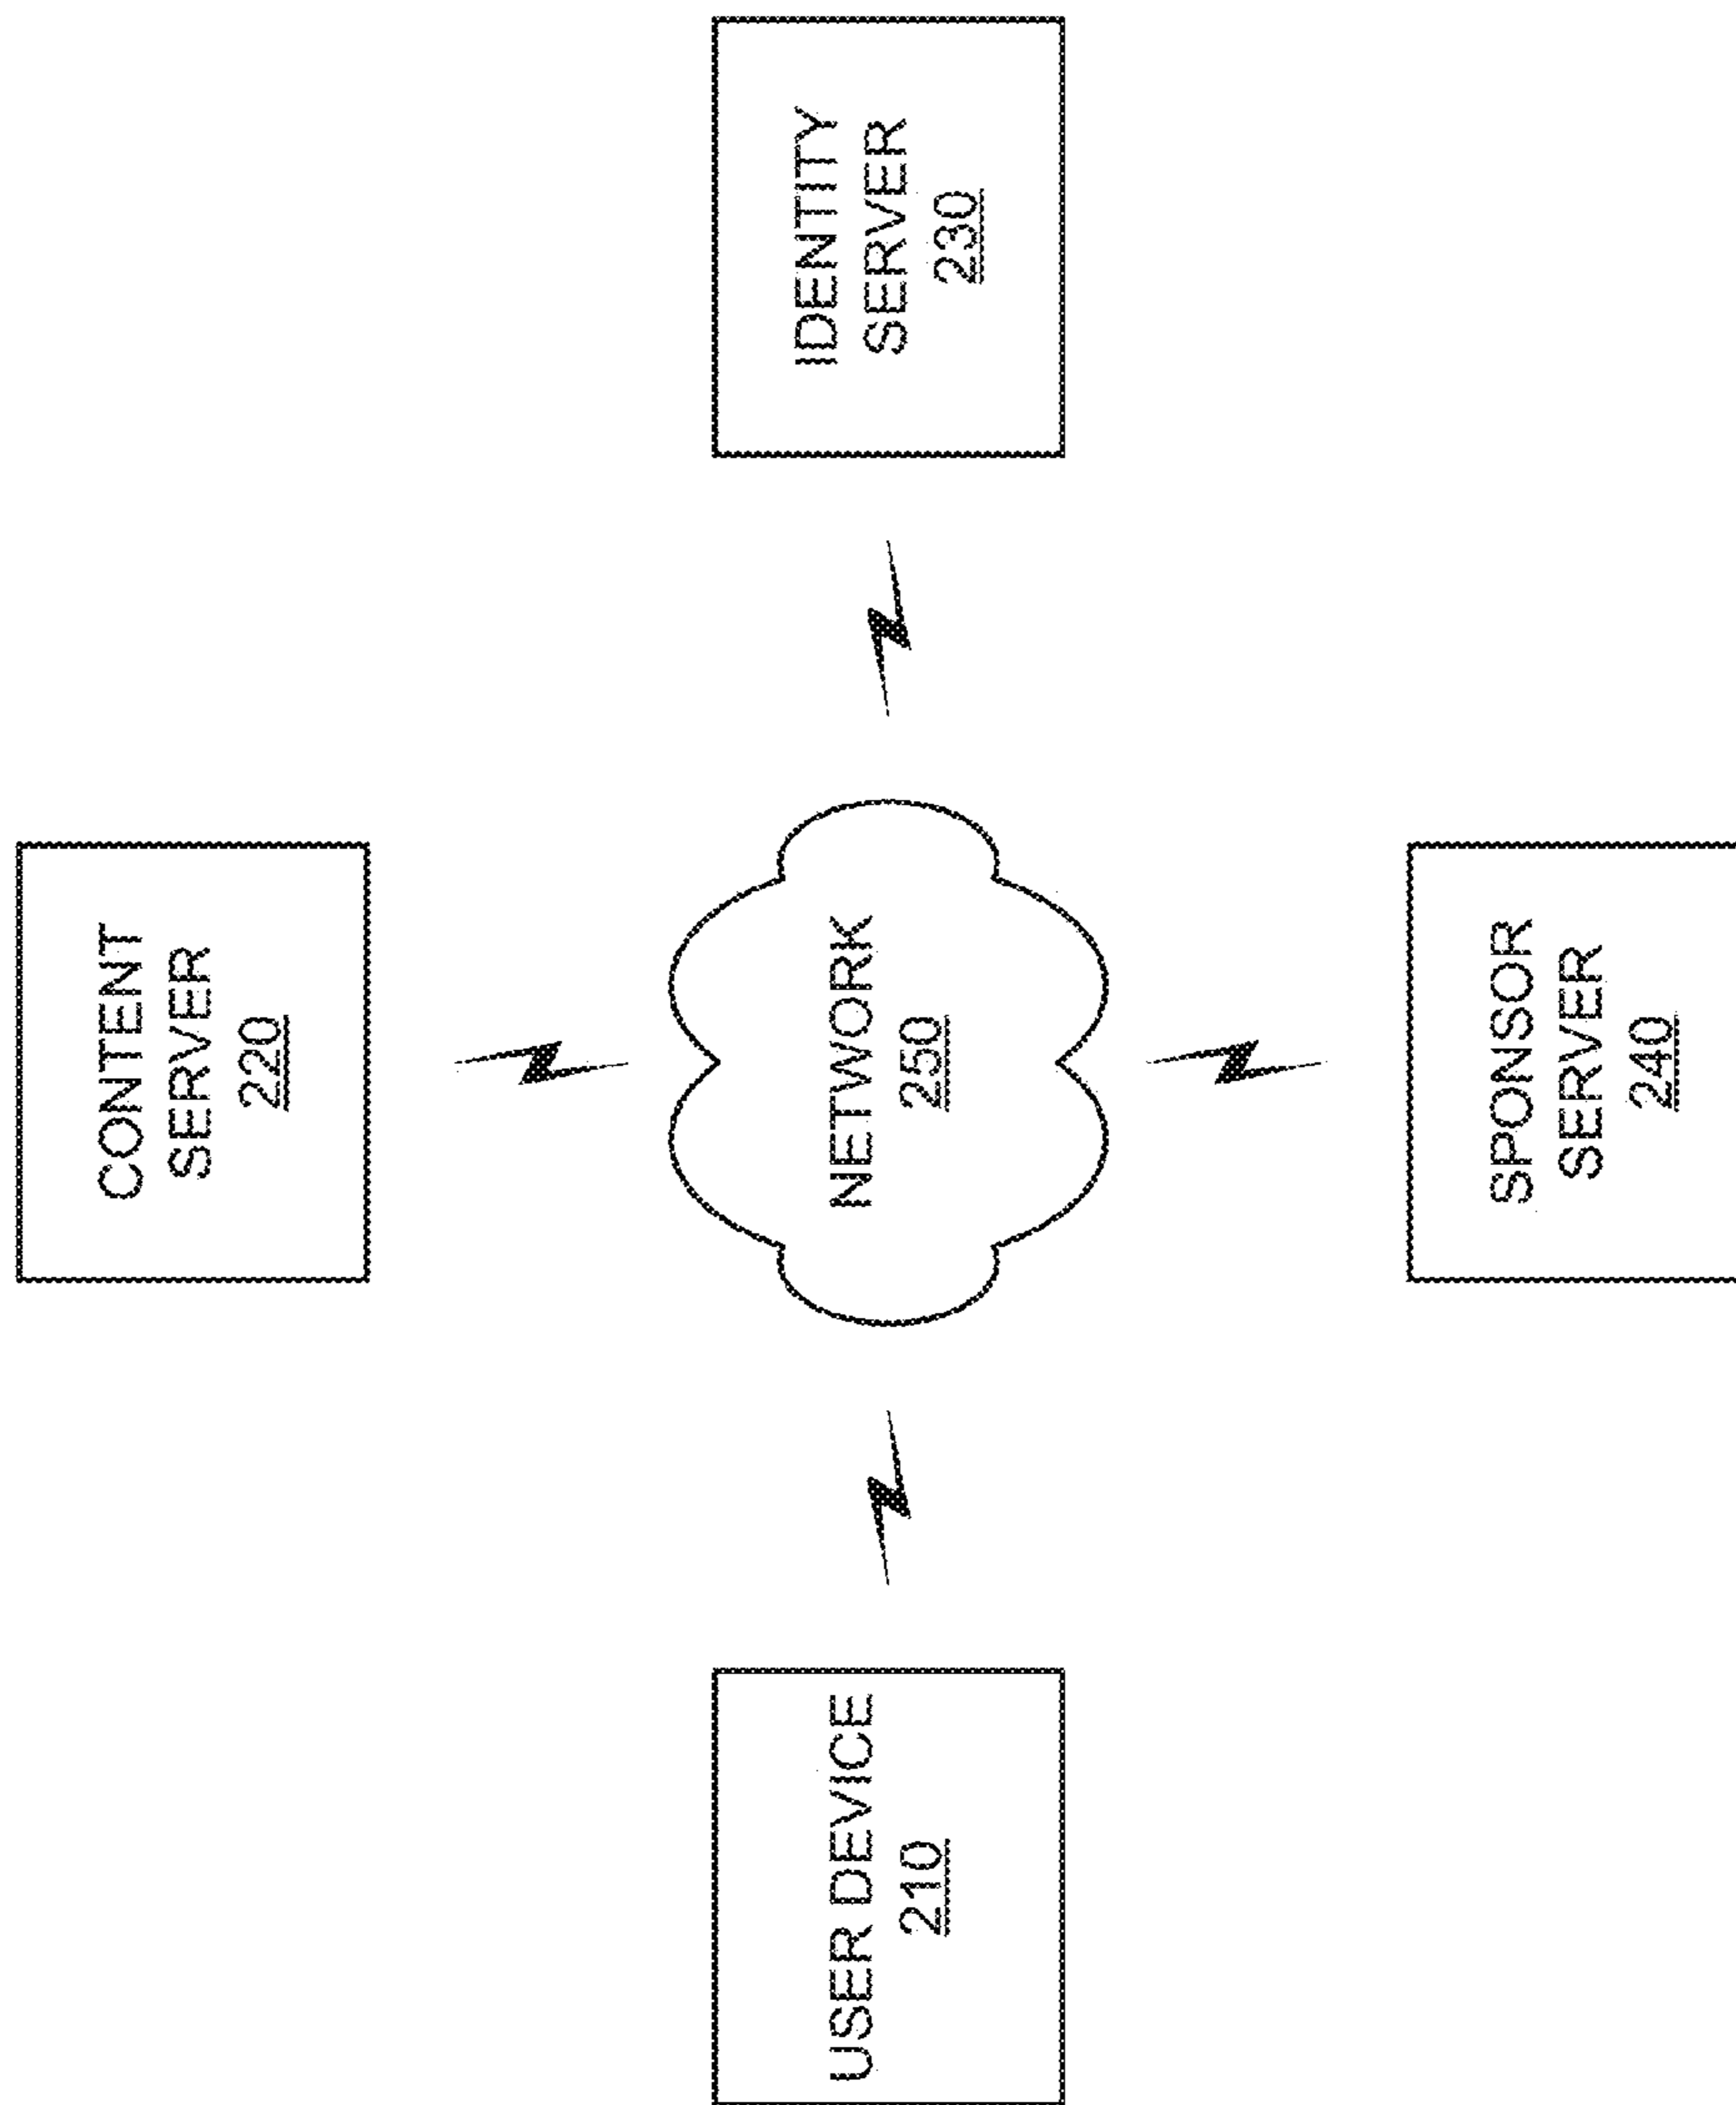 CONTENT
SERVER
220
USER DEVICE
210
NETWORK
250
IDENTITY
SERVER
230
SPONSOR
SERVER
240